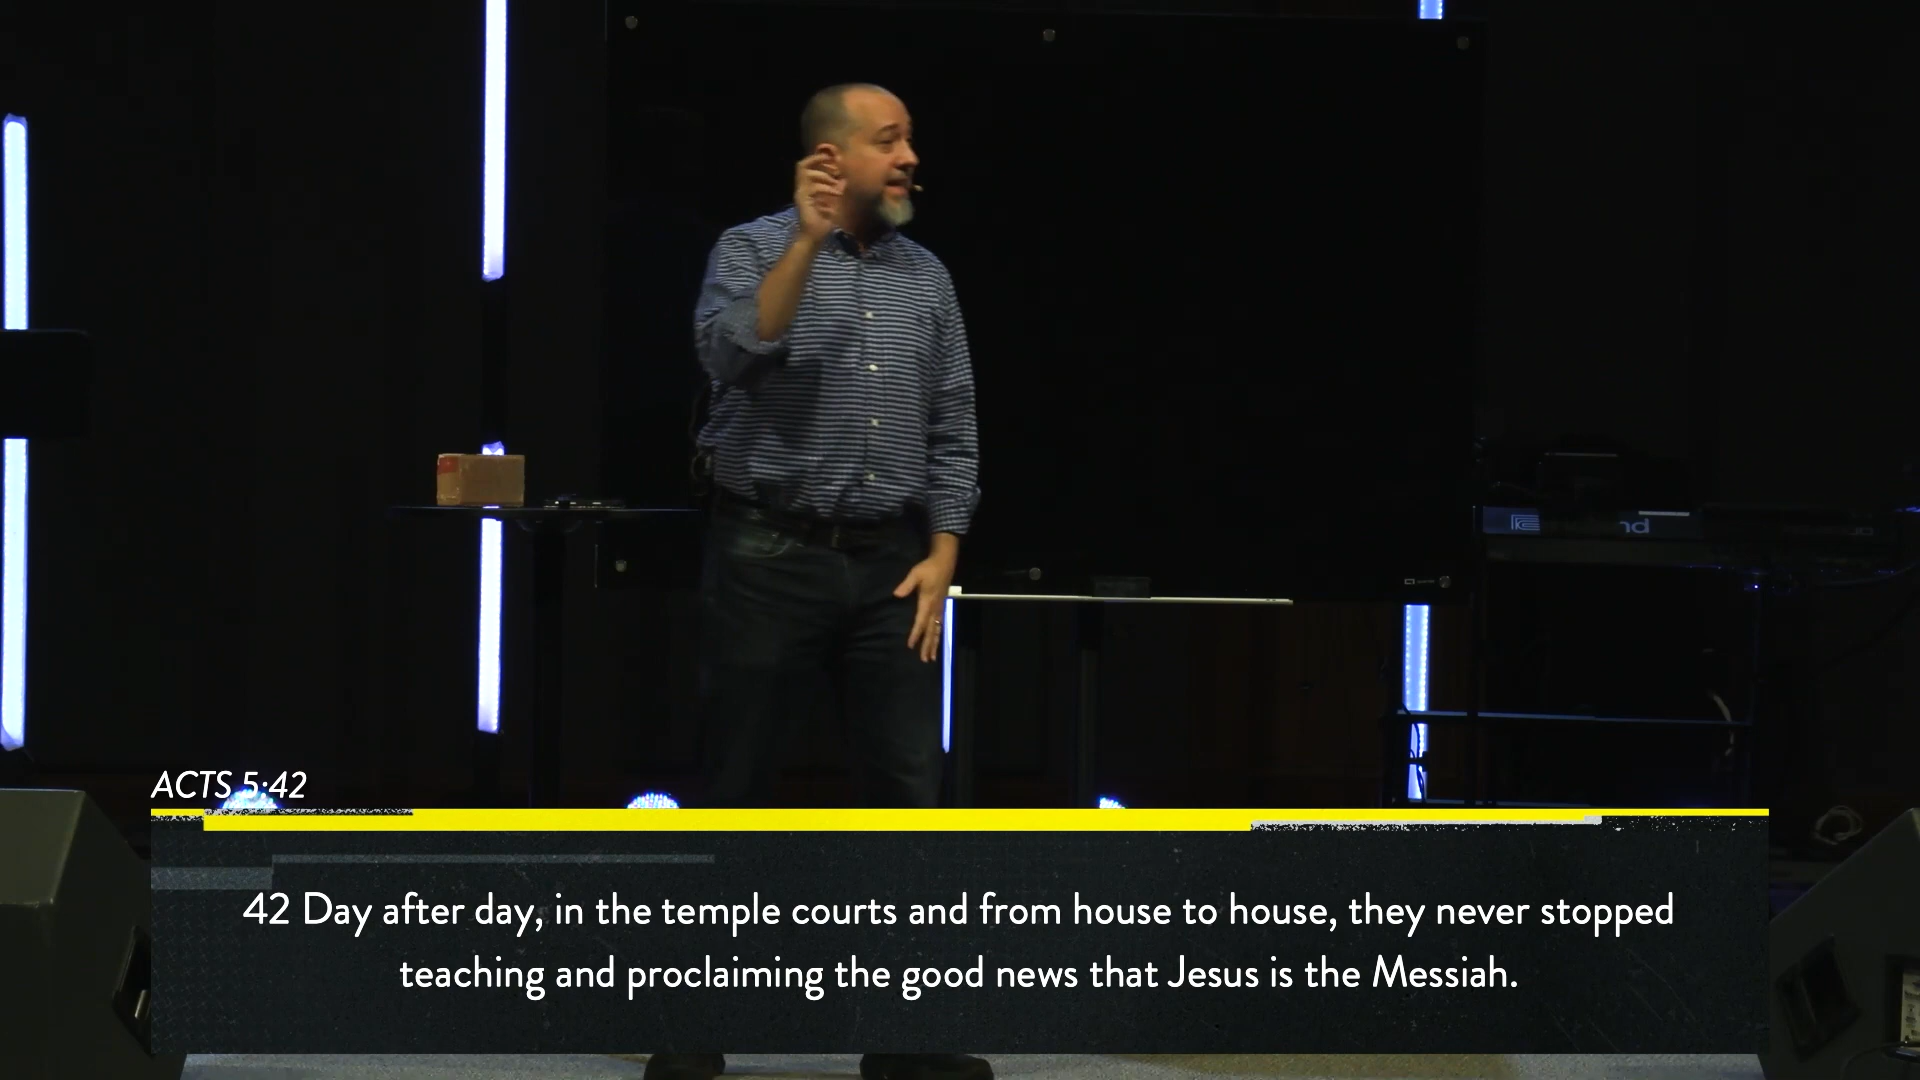 ACTS 5:42
42 Day after day, in the temple courts and from house to house, they never stopped
teaching and proclaiming the good news that Jesus is the Messiah.